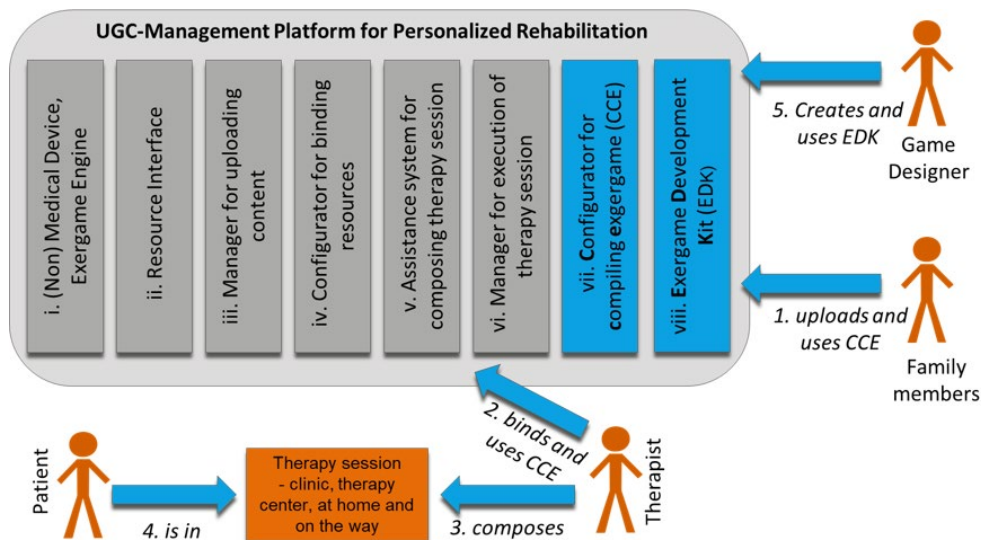 UGC-Management Platform for Personalized Rehabilitation
i. (Non) Medical Device,
Exergame Engine
ii. Resource Interface
iii. Manager for uploading
content
iv. Configurator for binding
resources
v. Assistance system for
composing therapy session
vi. Manager for execution of
therapy session
vii. Configurator for
compiling exgergame (CCE)
viii. Exergame Development
Kit (EDK)
5. Creates and
uses EDK
Game
Designer
1. uploads and
uses CCE
Family
members
2. binds and
uses CCE
Therapist
Patient
4. is in
Therapy session
- clinic, therapy
center, at home and
on the way
3. composes